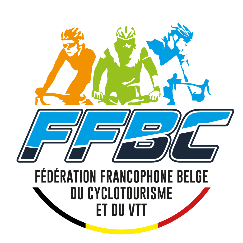 FFBC
FÉDÉRATION FRANCOPHONE BELGE
DU CYCLOTOURISME
ET DU VTT